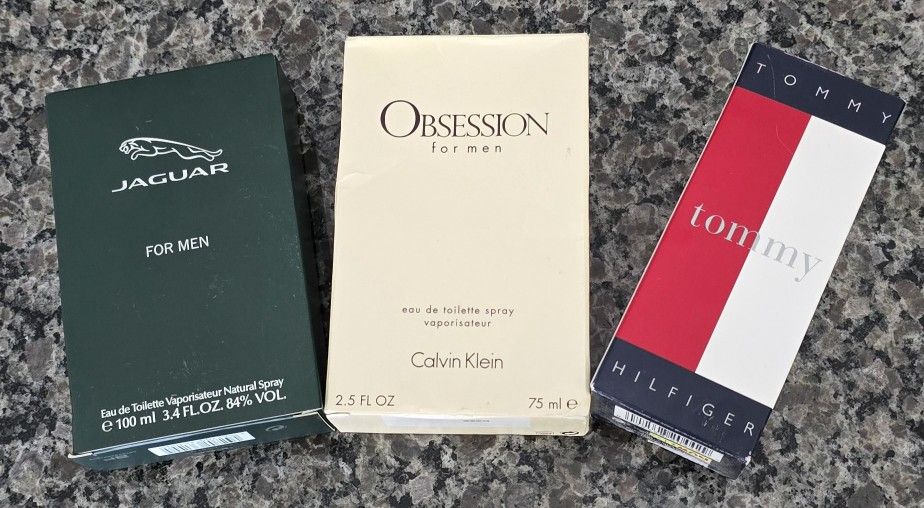 JAGUAR
FOR MEN
Eau de Toilette Vaporisateur Natural Spray
e 100 ml 3.4 FL.OZ. 84% VOL.
OBSESSION
for men
eau de toilette spray
vaporisateur
Calvin Klein
2.5 FL OZ 75 ml e
TOMMY
tommy
HILFIGER